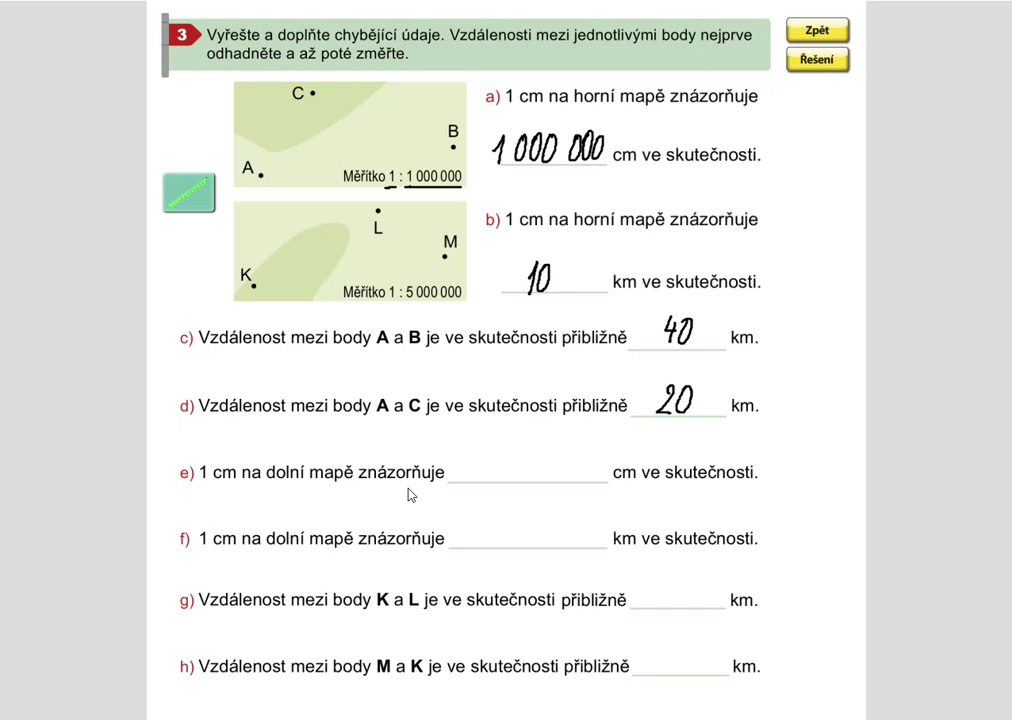 3 Vyřešte a doplňte chybějící údaje. Vzdálenosti mezi jednotlivými body nejprve
odhadněte a až poté změřte.
Zpět
Řešení
C
B
A
Měřítko 1 : 1 000 000
L
M
K
Měřítko 1 : 5 000 000
a) 1 cm na horní mapě znázorňuje
1 000 000 cm ve skutečnosti.
b) 1 cm na horní mapě znázorňuje
10 km ve skutečnosti.
c) Vzdálenost mezi body A a B je ve skutečnosti přibližně 40 km.
d) Vzdálenost mezi body A a C je ve skutečnosti přibližně 20 km.
e) 1 cm na dolní mapě znázorňuje cm ve skutečnosti.
f) 1 cm na dolní mapě znázorňuje km ve skutečnosti.
g) Vzdálenost mezi body K a L je ve skutečnosti přibližně km.
h) Vzdálenost mezi body M a K je ve skutečnosti přibližně km.